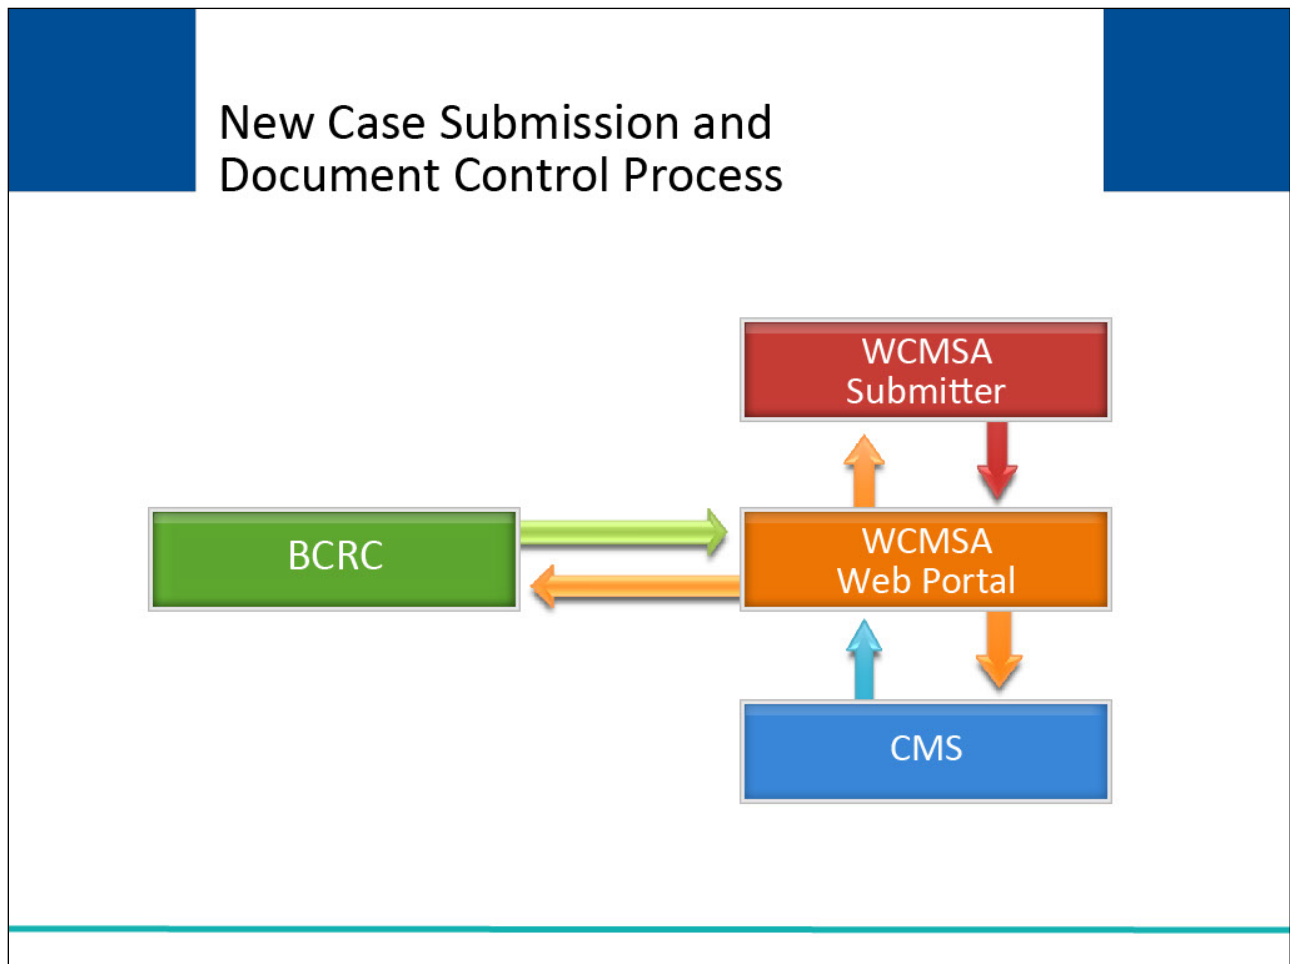 New Case Submission and
Document Control Process
WCMSA
Submitter
BCRC
WCMSA
Web Portal
CMS